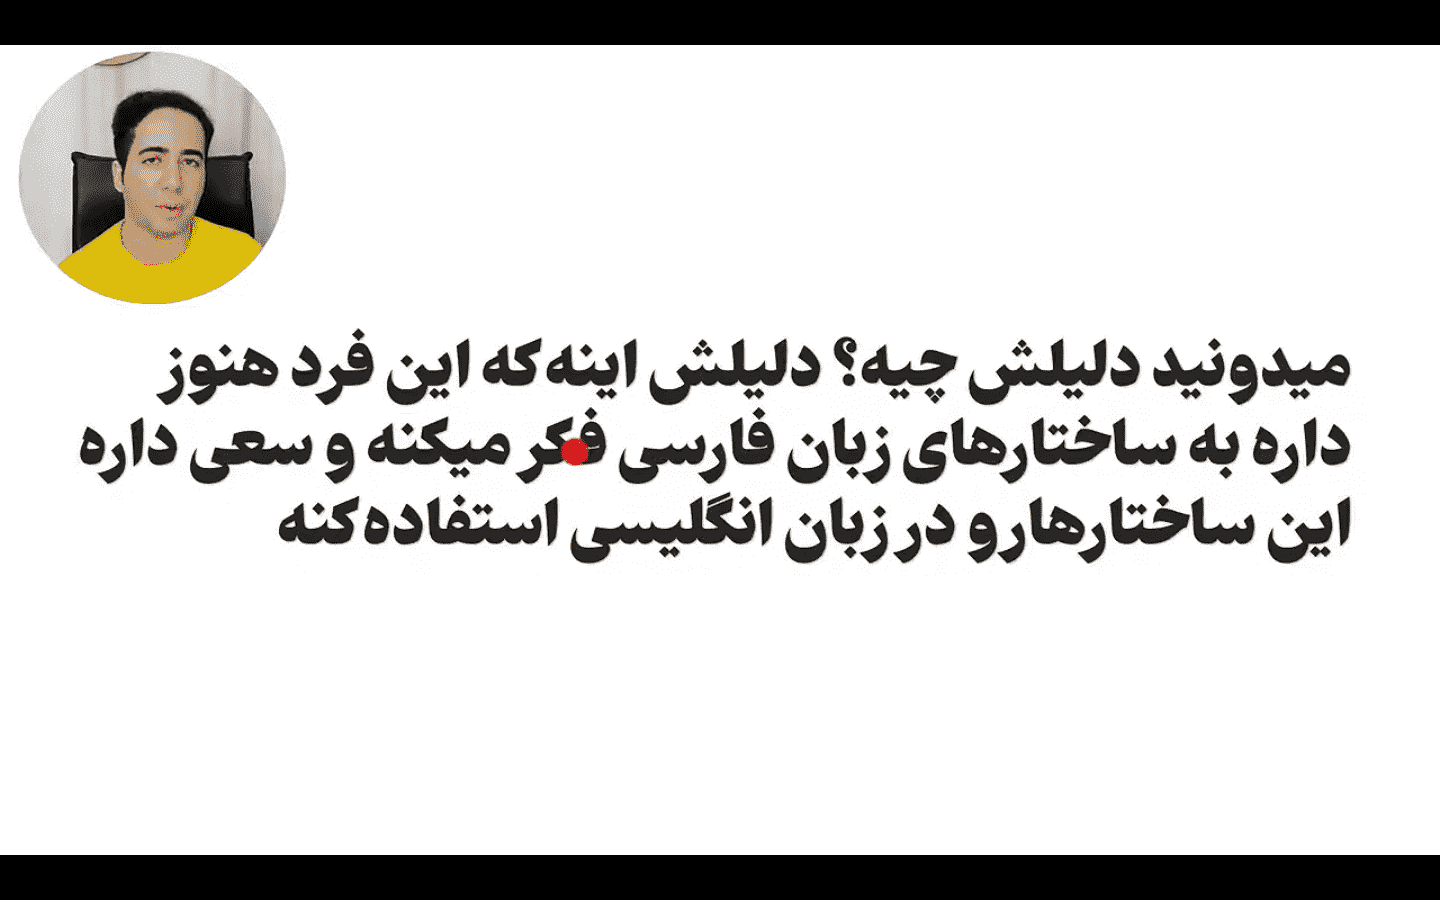 میدونید دلیلش چیه؟ دلیلش اینه که این فرد هنوز
داره به ساختارهای زبان فارسی فکر میکنه و سعی داره
این ساختارهارو در زبان انگلیسی استفاده کنه